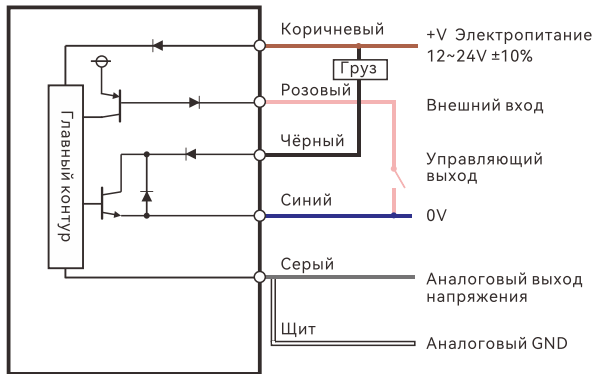 Коричневый
+V Электропитание
12~24V ±10%
Груз
Розовый
Внешний вход
Главный контур
Чёрный
Управляющий
выход
Синий
0V
Серый
Аналоговый выход
напряжения
Щит
Аналоговый GND